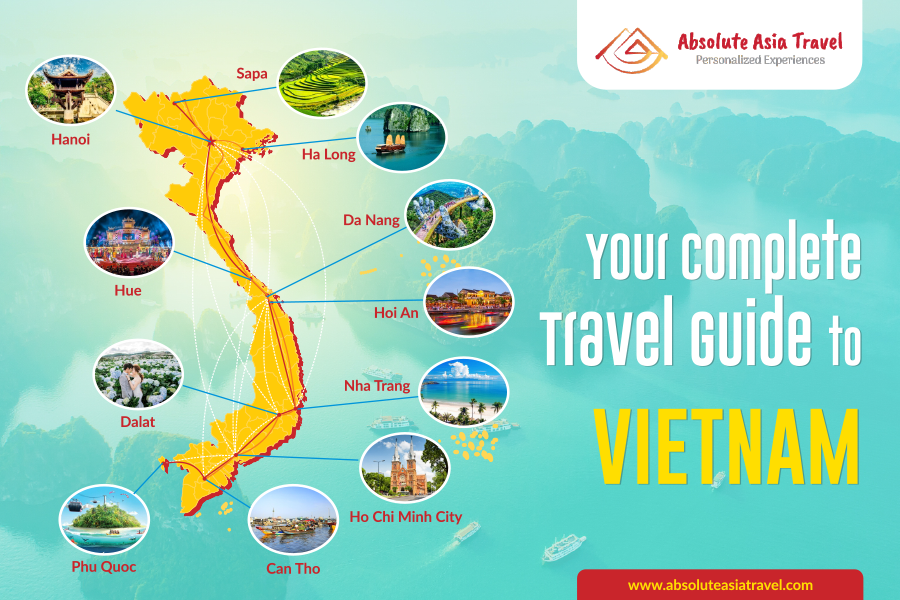 Absolute Asia Travel
Personalized Experiences
Sapa
Hanoi
Ha Long
Da Nang
Hue
Hoi An
Nha Trang
Dalat
Ho Chi Minh City
Phu Quoc
Can Tho
Your complete
Travel Guide to
VIETNAM
www.absoluteasiatravel.com